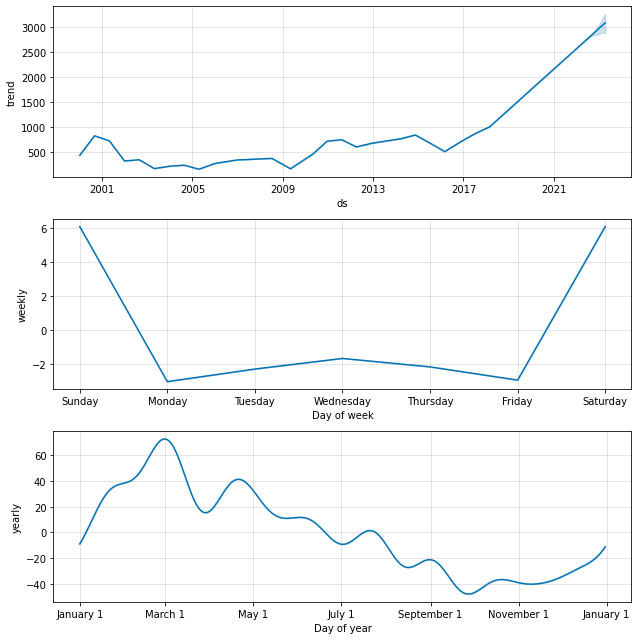 3000
2500
2000
1500
1000
500
trend
2001 2005 2009 2013 2017 2021
ds
6
4
2
0
−2
weekly
Sunday Monday Tuesday Wednesday Thursday Friday Saturday
Day of week
60
40
20
0
−20
−40
yearly
January 1 March 1 May 1 July 1 September 1 November 1 January 1
Day of year